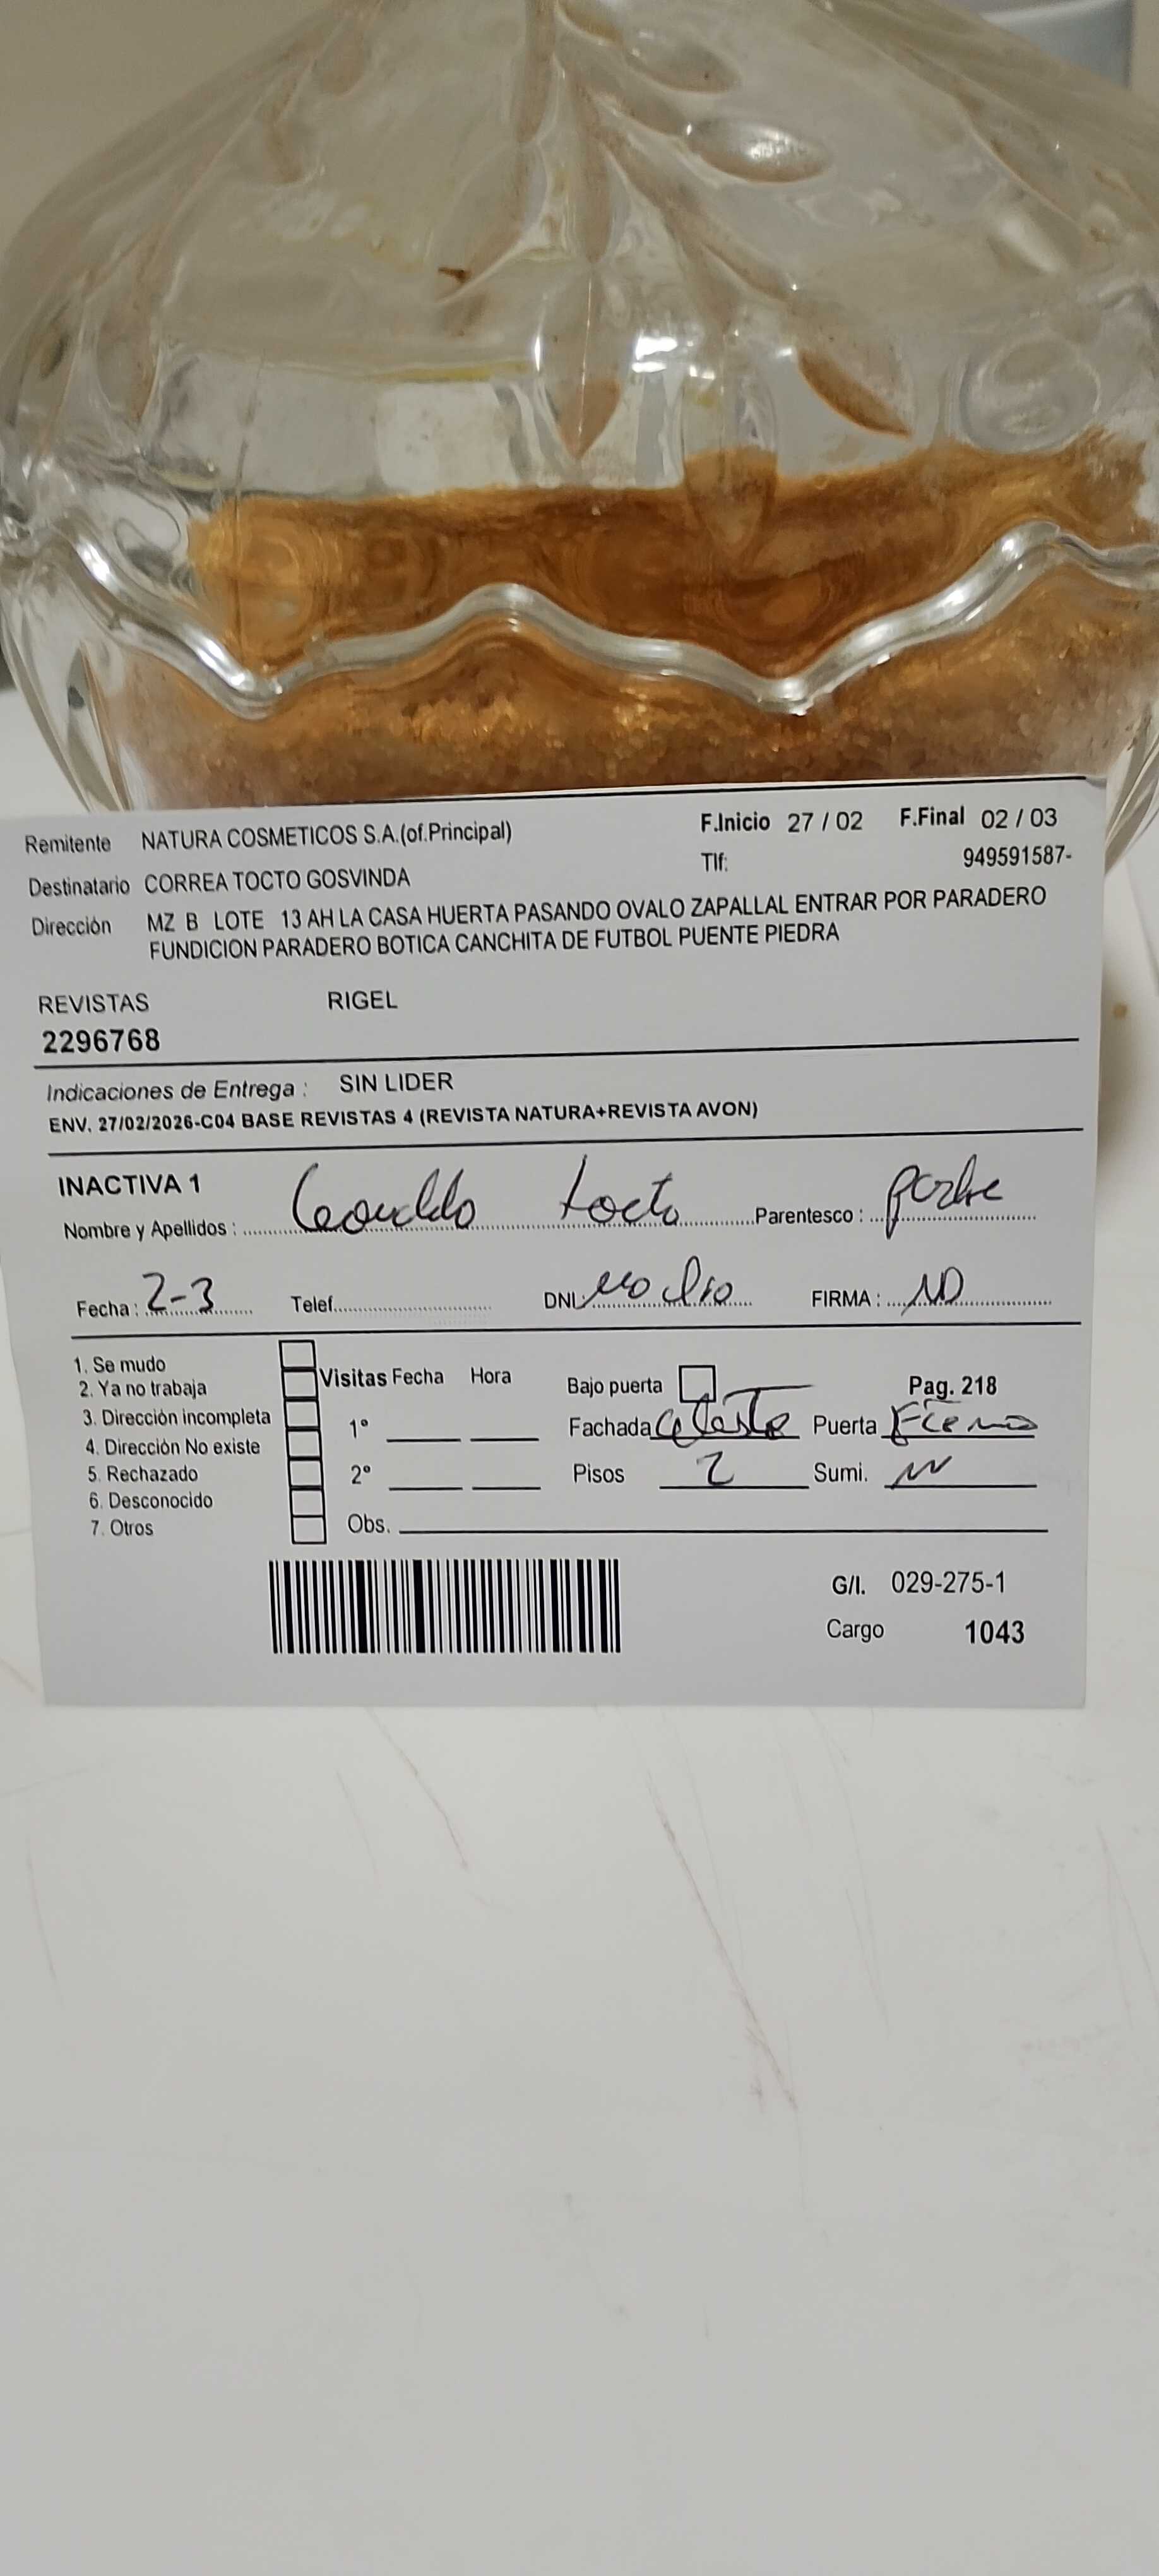 Remitente NATURA COSMETICOS S.A.(of.Principal) F.Inicio 27 / 02 F.Final 02 / 03
Tlf: 949591587-
Destinatario CORREA TOCTO GOSVINDA
Dirección MZ B LOTE 13 AH LA CASA HUERTA PASANDO OVALO ZAPALLAL ENTRAR POR PARADERO
FUNDICION PARADERO BOTICA CANCHITA DE FUTBOL PUENTE PIEDRA
REVISTAS RIGEL
2296768
Indicaciones de Entrega : SIN LIDER
ENV. 27/02/2026-C04 BASE REVISTAS 4 (REVISTA NATURA+REVISTA AVON)
INACTIVA 1
Nombre y Apellidos : tocto Parentesco : padre
Fecha : 2-3 Telef. DNI no dio FIRMA :
1. Se mudo
2. Ya no trabaja
3. Dirección incompleta
4. Dirección No existe
5. Rechazado
6. Desconocido
7. Otros
Visitas Fecha Hora
1°
2°
Obs.
Bajo puerta Pag. 218
Fachada celeste Puerta Fierro
Pisos 2 Sumi.
G/I. 029-275-1
Cargo 1043